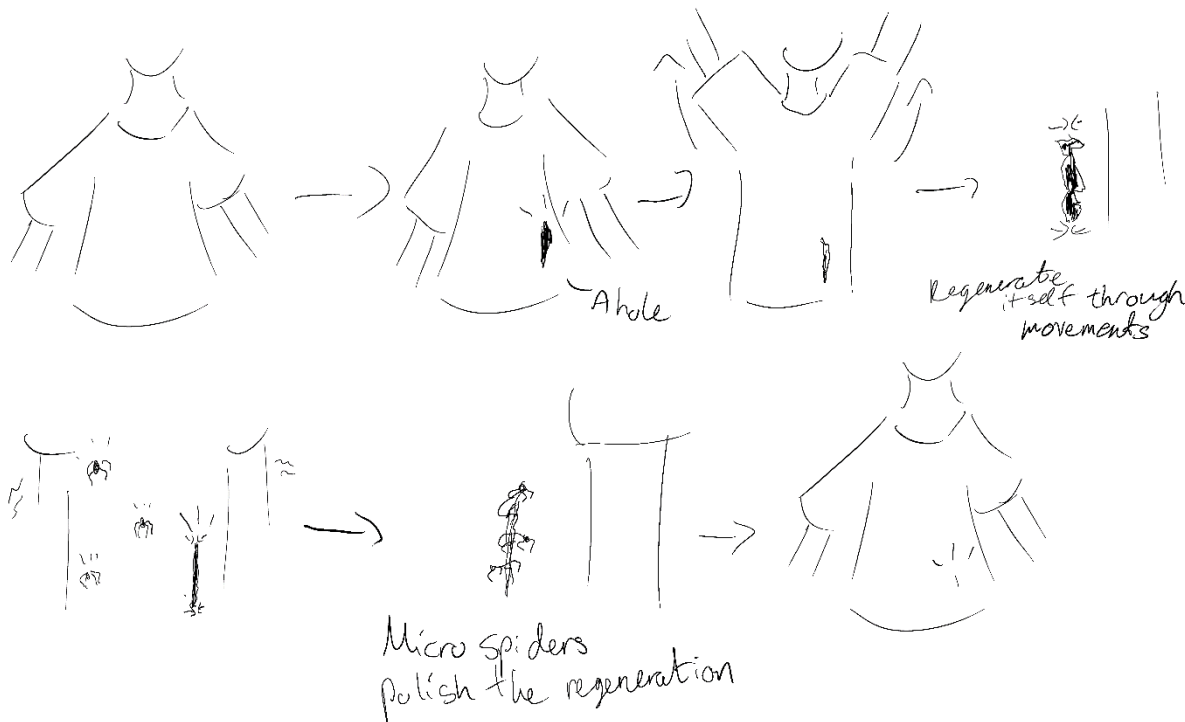 A hole
Regenerate
itself through
movements
Micro spiders
polish the regeneration